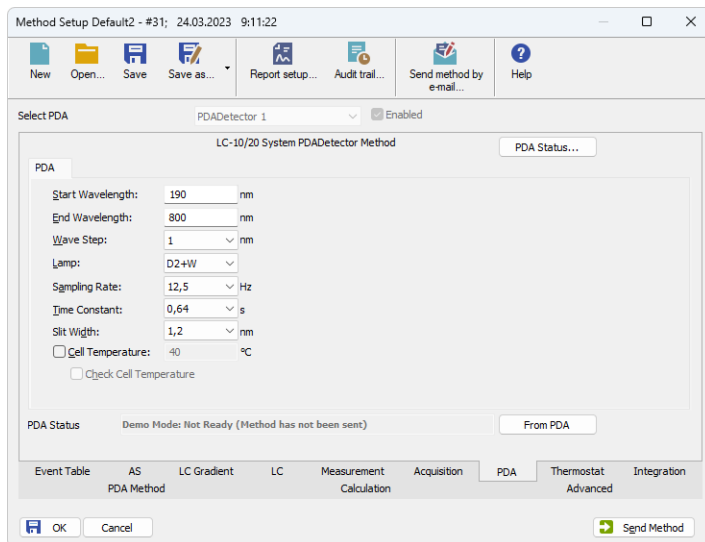 Method Setup Default2 - #31; 24.03.2023 9:11:22
New Open... Save Save as... Report setup... Audit trail... Send method by e-mail... Help
Select PDA PDADetector 1 Enabled
LC-10/20 System PDADetector Method PDA Status...
PDA
Start Wavelength: 190 nm
End Wavelength: 800 nm
Wave Step: 1 nm
Lamp: D2+W
Sampling Rate: 12,5 Hz
Time Constant: 0,64 s
Slit Width: 1,2 nm
Cell Temperature: 40 °C
Check Cell Temperature
PDA Status Demo Mode: Not Ready (Method has not been sent) From PDA
Event Table AS LC Gradient LC Measurement Acquisition PDA Thermostat Integration
PDA Method Calculation Advanced
OK Cancel Send Method